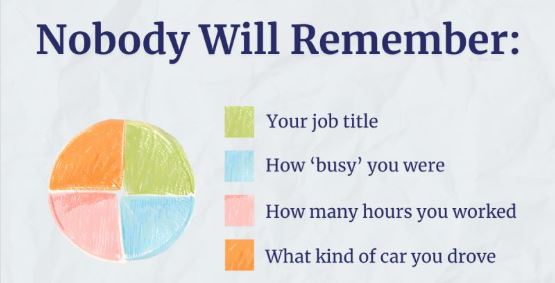 Nobody Will Remember:
Your job title
How ‘busy’ you were
How many hours you worked
What kind of car you drove